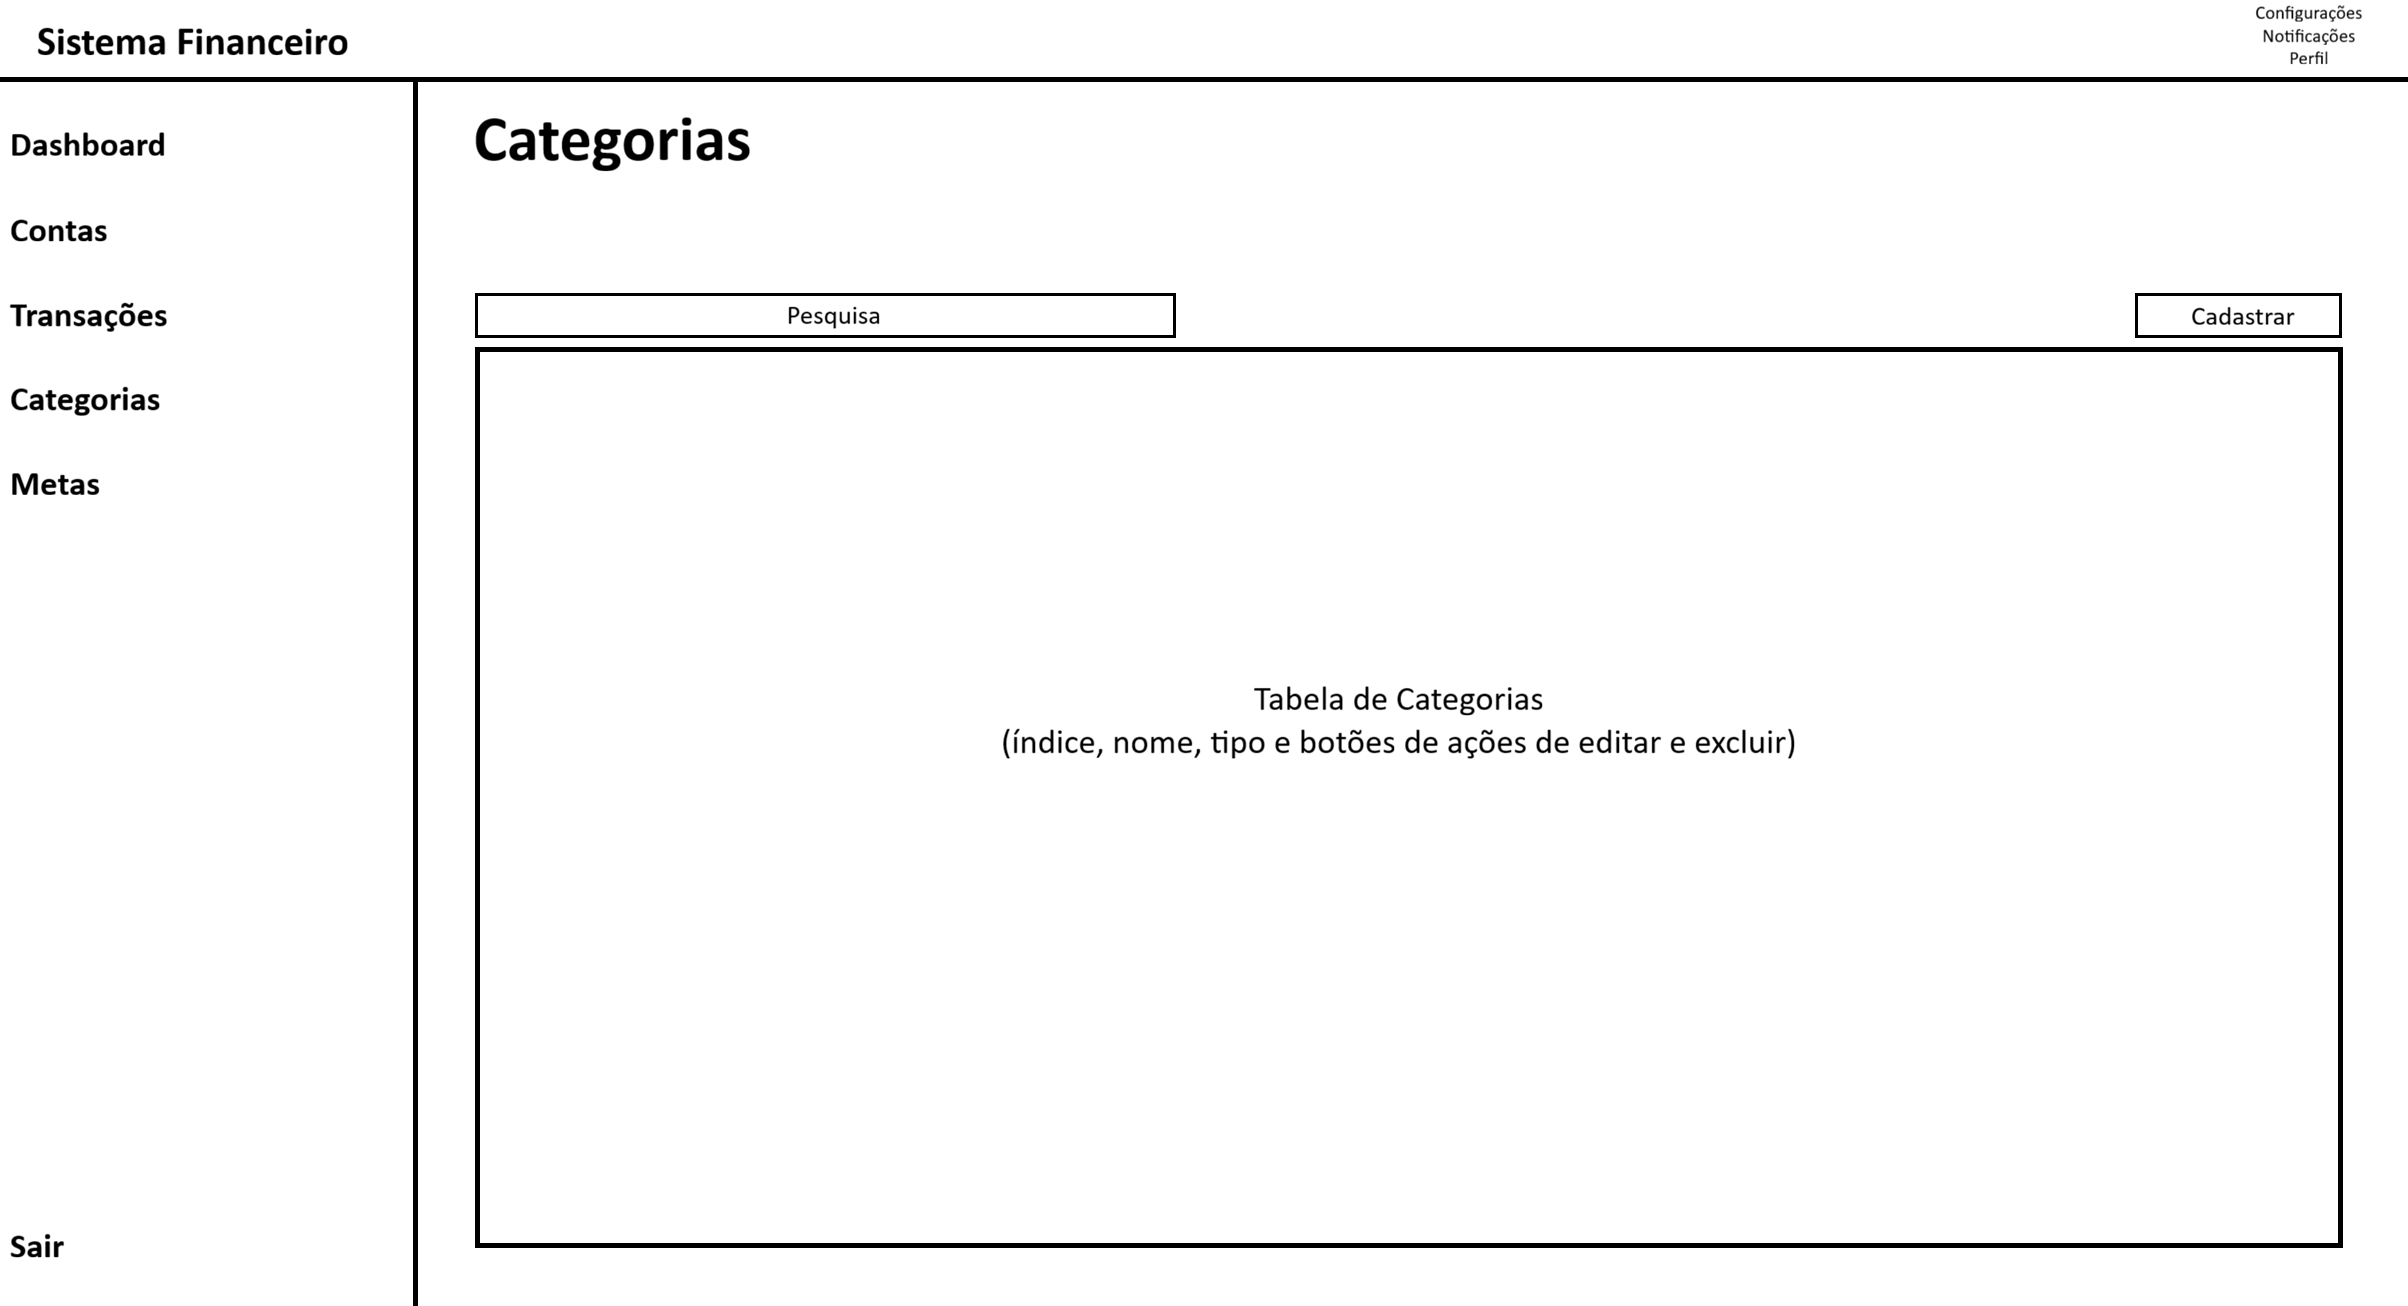 Sistema Financeiro
Configurações
Notificações
Perfil
Dashboard
Contas
Transações
Categorias
Metas
Sair
Categorias
Pesquisa
Cadastrar
Tabela de Categorias
(índice, nome, tipo e botões de ações de editar e excluir)